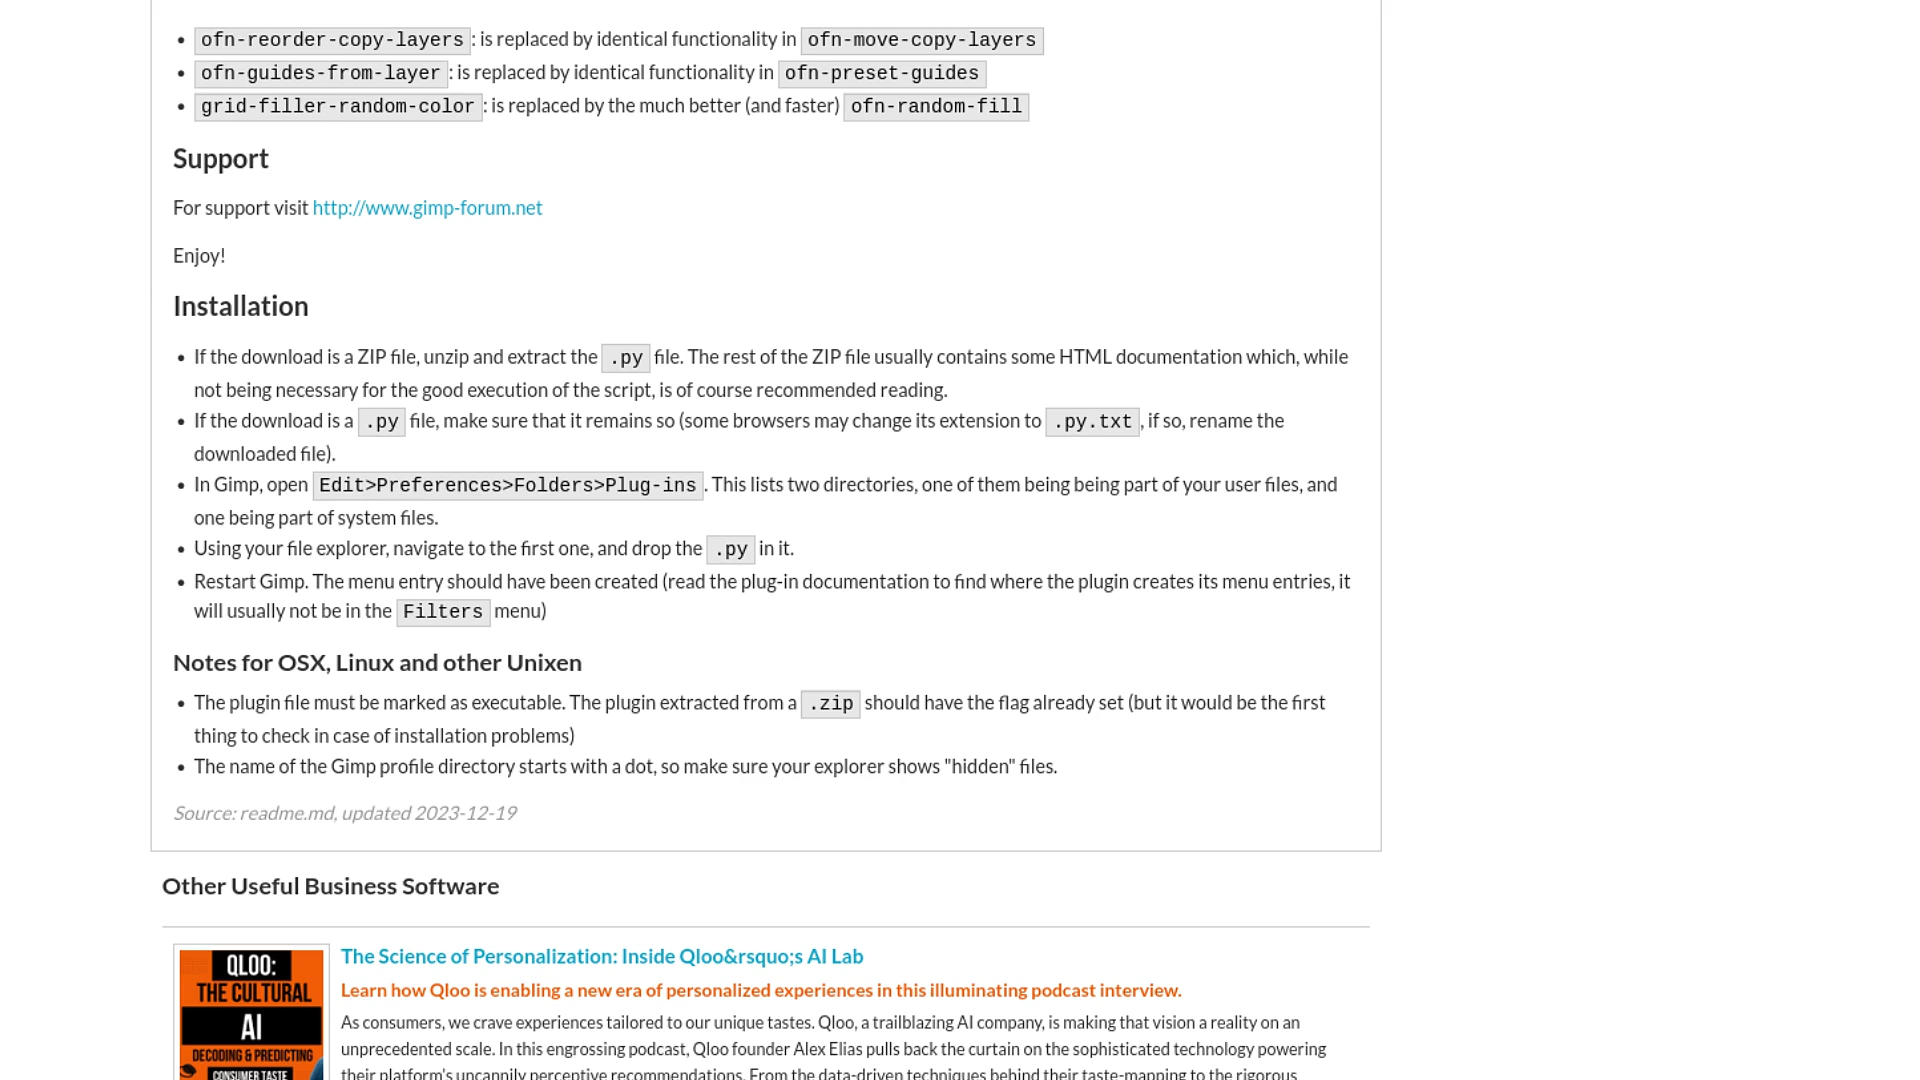 ofn-reorder-copy-layers: is replaced by identical functionality in ofn-move-copy-layers
ofn-guides-from-layer: is replaced by identical functionality in ofn-preset-guides
grid-filler-random-color: is replaced by the much better (and faster) ofn-random-fill
Support
For support visit http://www.gimp-forum.net
Enjoy!
Installation
If the download is a ZIP file, unzip and extract the .py file. The rest of the ZIP file usually contains some HTML documentation which, while
not being necessary for the good execution of the script, is of course recommended reading.
If the download is a .py file, make sure that it remains so (some browsers may change its extension to .py.txt, if so, rename the
downloaded file).
In Gimp, open Edit>Preferences>Folders>Plug-ins. This lists two directories, one of them being being part of your user files, and
one being part of system files.
Using your file explorer, navigate to the first one, and drop the .py in it.
Restart Gimp. The menu entry should have been created (read the plug-in documentation to find where the plugin creates its menu entries, it
will usually not be in the Filters menu)
Notes for OSX, Linux and other Unixen
The plugin file must be marked as executable. The plugin extracted from a .zip should have the flag already set (but it would be the first
thing to check in case of installation problems)
The name of the Gimp profile directory starts with a dot, so make sure your explorer shows "hidden" files.
Source: readme.md, updated 2023-12-19
Other Useful Business Software
QLOO:
THE CULTURAL
AI
DECODING & PREDICTING
CONSUMER TASTE
The Science of Personalization: Inside Qloo&rsquo;s AI Lab
Learn how Qloo is enabling a new era of personalized experiences in this illuminating podcast interview.
As consumers, we crave experiences tailored to our unique tastes. Qloo, a trailblazing AI company, is making that vision a reality on an
unprecedented scale. In this engrossing podcast, Qloo founder Alex Elias pulls back the curtain on the sophisticated technology powering
their platform's uncannily perceptive recommendations. From the data-driven techniques behind their taste-mapping to the rigorous